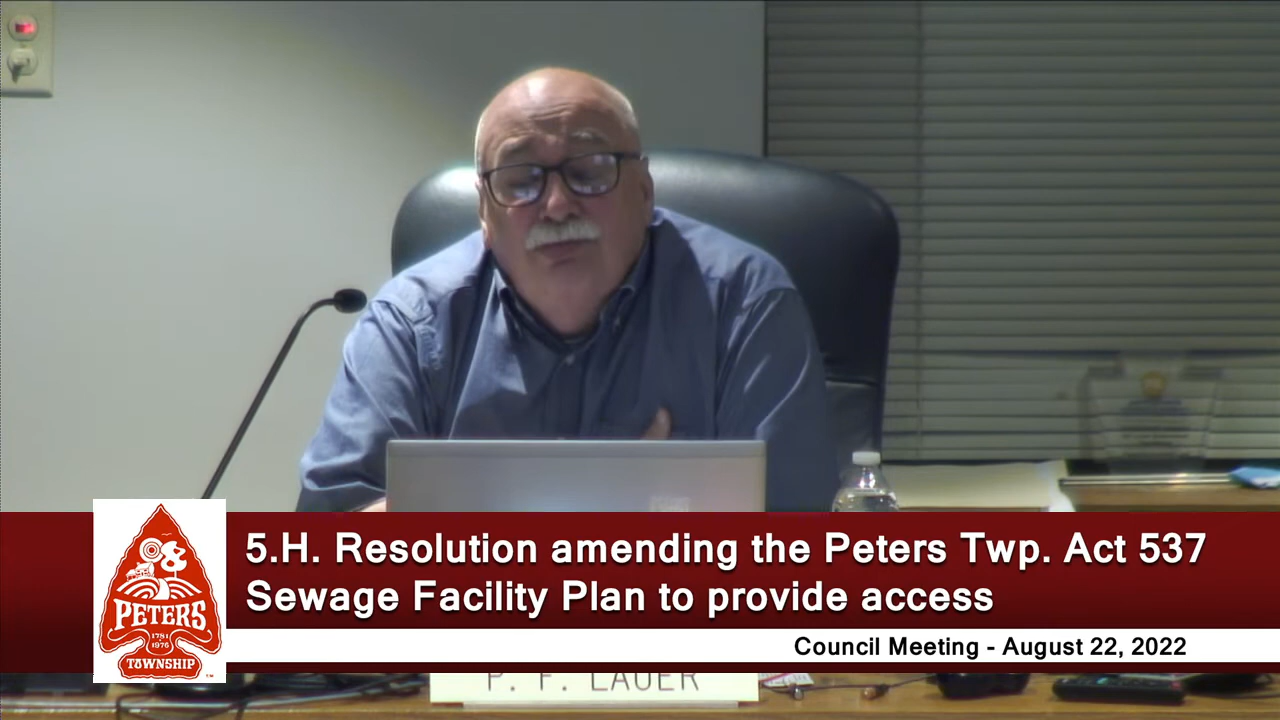 5.H. Resolution amending the Peters Twp. Act 537
Sewage Facility Plan to provide access
PETERS
1781
1976
TOWNSHIP
TM
Council Meeting - August 22, 2022
P. F. LAUER